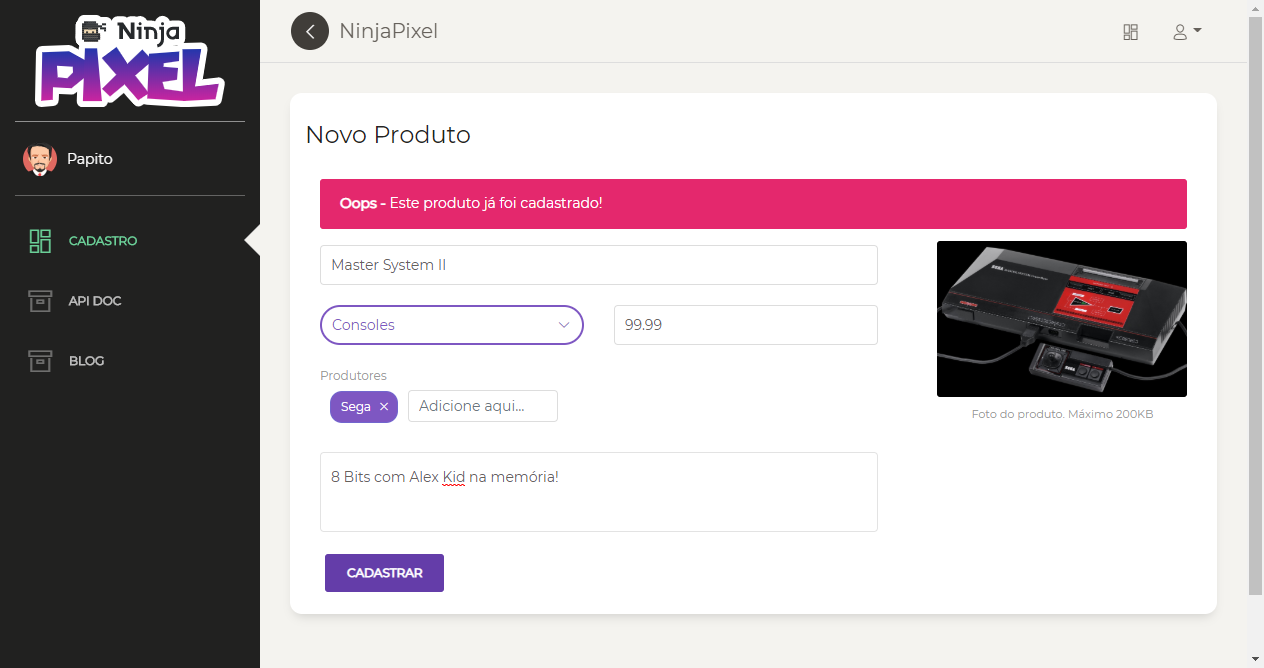 Ninja
PIXEL
Papito
CADASTRO
API DOC
BLOG
NinjaPixel
Novo Produto
Oops - Este produto já foi cadastrado!
Master System II
Consoles
99.99
Produtores
Sega ×
Adicione aqui...
8 Bits com Alex Kid na memória!
CADASTRAR
SEGA
SEGA
Foto do produto. Máximo 200KB